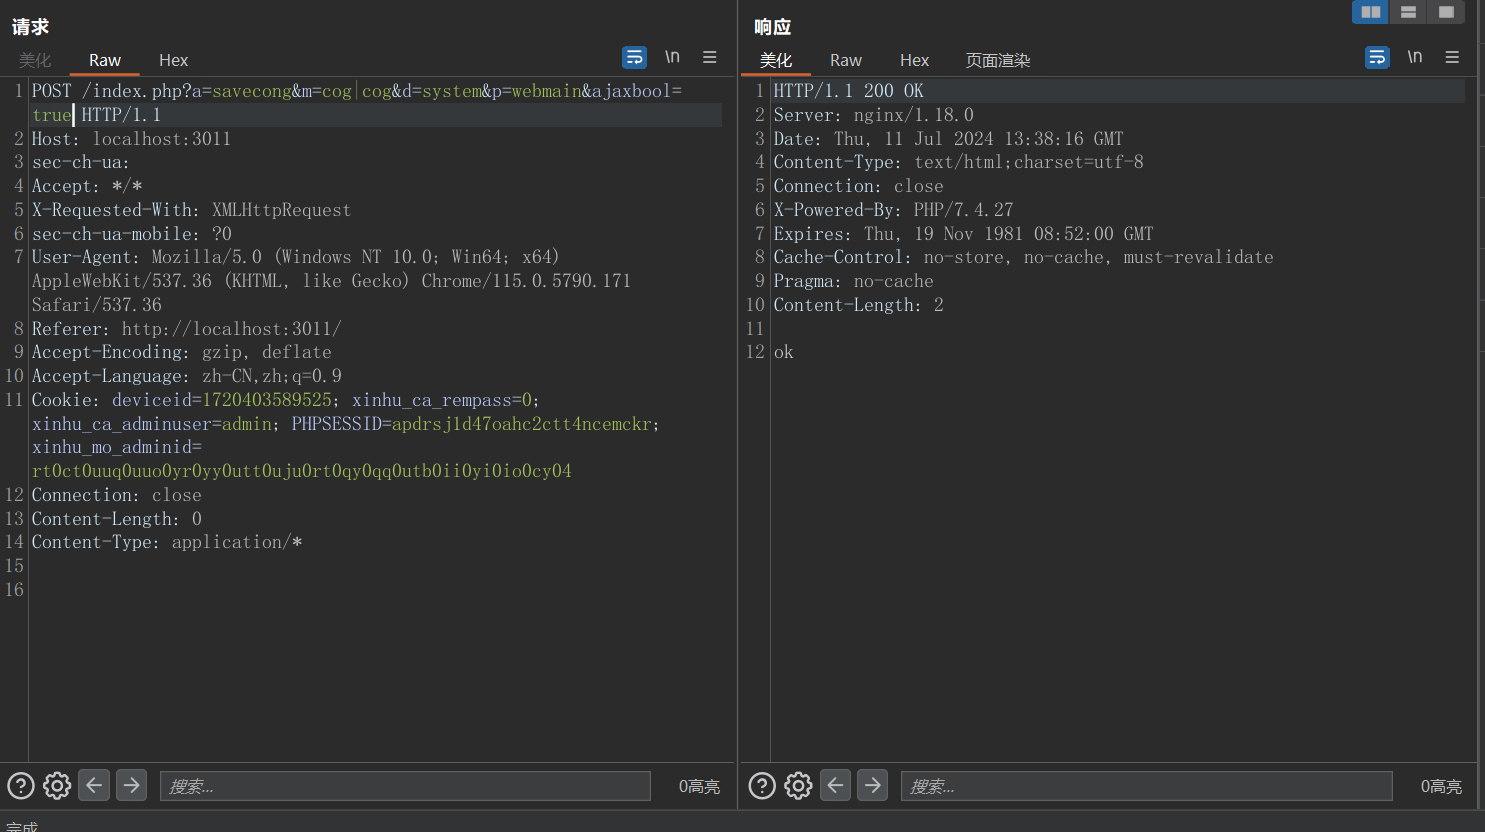 请求
美化 Raw Hex \n
1 POST /index.php?a=savecong&m=cog|cog&d=system&p=webmain&ajaxbool=
true HTTP/1.1
2 Host: localhost:3011
3 sec-ch-ua:
4 Accept: */*
5 X-Requested-With: XMLHttpRequest
6 sec-ch-ua-mobile: ?0
7 User-Agent: Mozilla/5.0 (Windows NT 10.0; Win64; x64)
AppleWebKit/537.36 (KHTML, like Gecko) Chrome/115.0.5790.171
Safari/537.36
8 Referer: http://localhost:3011/
9 Accept-Encoding: gzip, deflate
10 Accept-Language: zh-CN,zh;q=0.9
11 Cookie: deviceid=1720403589525; xinhu_ca_rempass=0;
xinhu_ca_adminuser=admin; PHPSESSID=apdrsj1d47oahc2ctt4ncemckr;
xinhu_mo_adminid=
rt0ct0uuq0uuo0yr0yy0utt0uju0rt0qy0qq0utb0ii0yi0io0cy04
12 Connection: close
13 Content-Length: 0
14 Content-Type: application/*
15
16
搜索... 0高亮
完成
响应
美化 Raw Hex 页面渲染 \n
1 HTTP/1.1 200 OK
2 Server: nginx/1.18.0
3 Date: Thu, 11 Jul 2024 13:38:16 GMT
4 Content-Type: text/html;charset=utf-8
5 Connection: close
6 X-Powered-By: PHP/7.4.27
7 Expires: Thu, 19 Nov 1981 08:52:00 GMT
8 Cache-Control: no-store, no-cache, must-revalidate
9 Pragma: no-cache
10 Content-Length: 2
11
12 ok
搜索... 0高亮